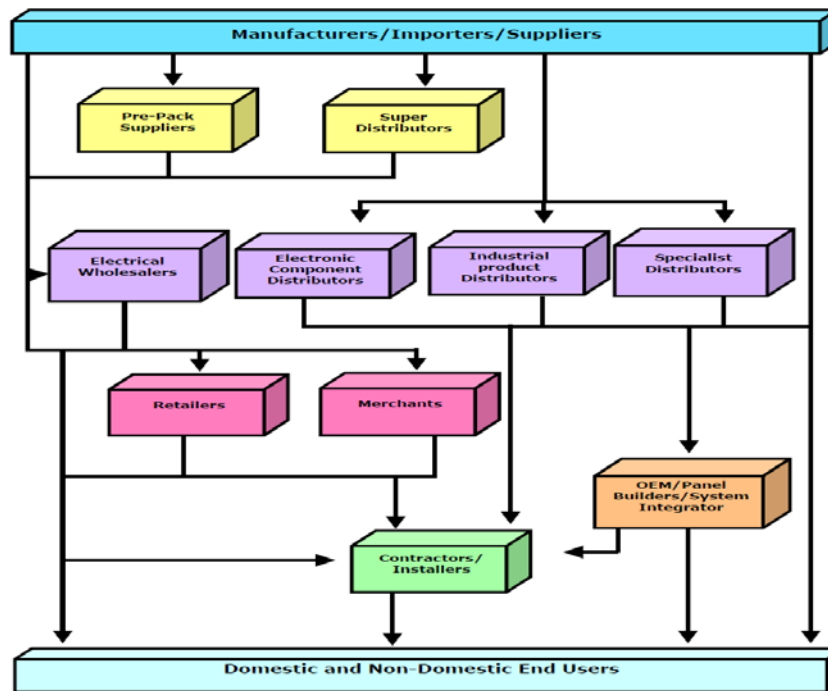 Manufacturers/Importers/Suppliers
Pre-Pack
Suppliers
Super
Distributors
Electrical
Wholesalers
Electronic
Component
Distributors
Industrial
product
Distributors
Specialist
Distributors
Retailers
Merchants
OEM/Panel
Builders/System
Integrator
Contractors/
Installers
Domestic and Non-Domestic End Users